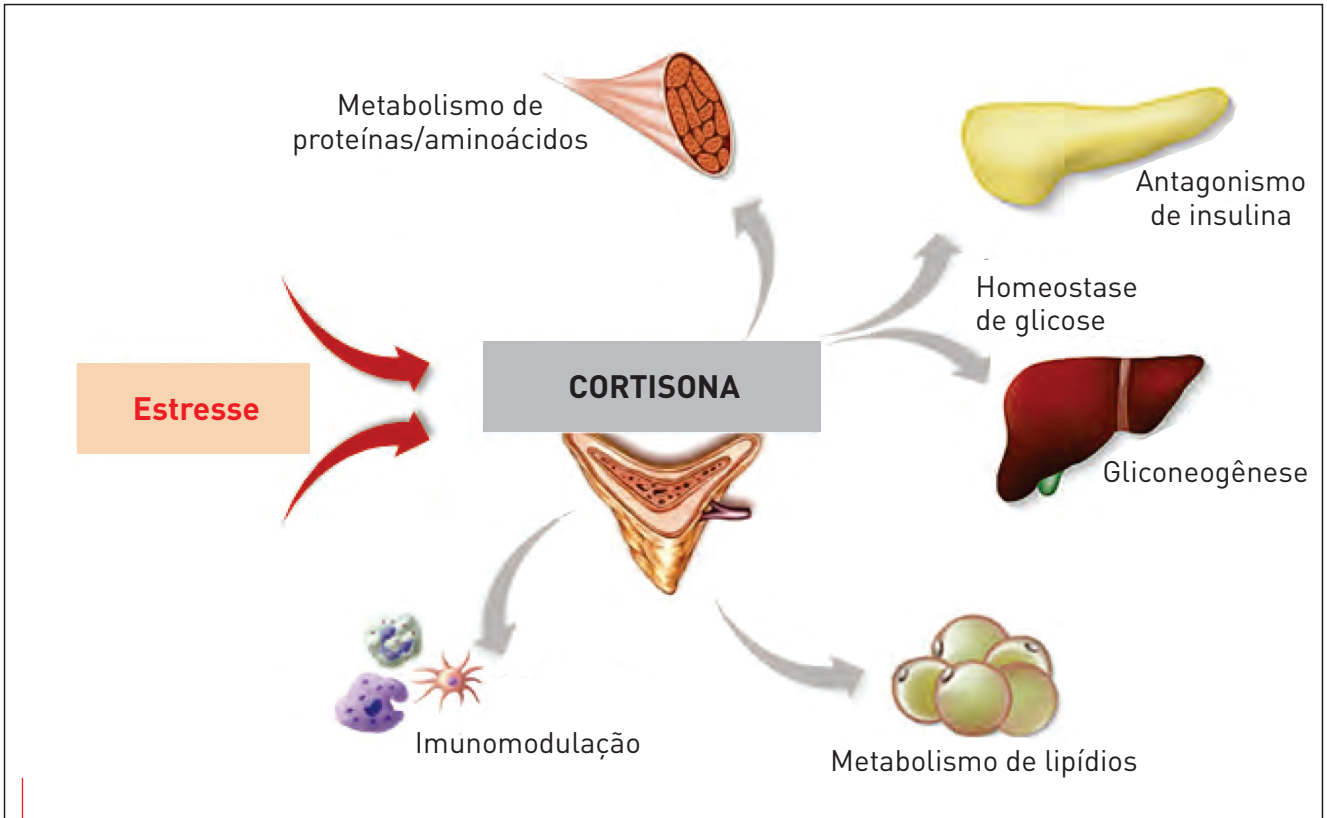 Metabolismo de
proteínas/aminoácidos
Antagonismo
de insulina
Homeostase
de glicose
Estresse
CORTISONA
Gliconeogênese
Imunomodulação
Metabolismo de lipídios